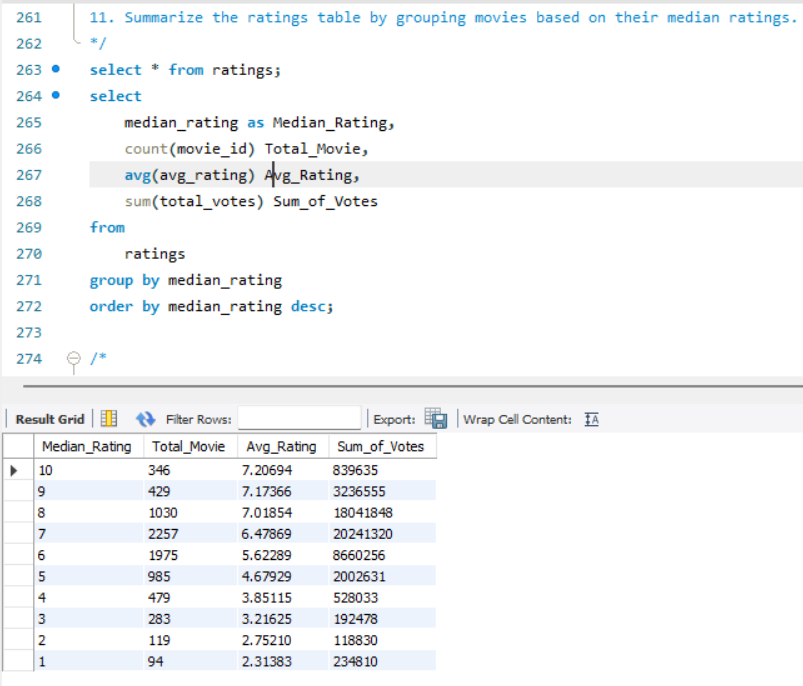 261 11. Summarize the ratings table by grouping movies based on their median ratings.
262 */
263 select * from ratings;
264 select
265 median_rating as Median_Rating,
266 count(movie_id) Total_Movie,
267 avg(avg_rating) Avg_Rating,
268 sum(total_votes) Sum_of_Votes
269 from
270 ratings
271 group by median_rating
272 order by median_rating desc;
273
274 /*
Result Grid Filter Rows: Export: Wrap Cell Content: IA
Median_Rating Total_Movie Avg_Rating Sum_of_Votes
10 346 7.20694 839635
9 429 7.17366 3236555
8 1030 7.01854 18041848
7 2257 6.47869 20241320
6 1975 5.62289 8660256
5 985 4.67929 2002631
4 479 3.85115 528033
3 283 3.21625 192478
2 119 2.75210 118830
1 94 2.31383 234810